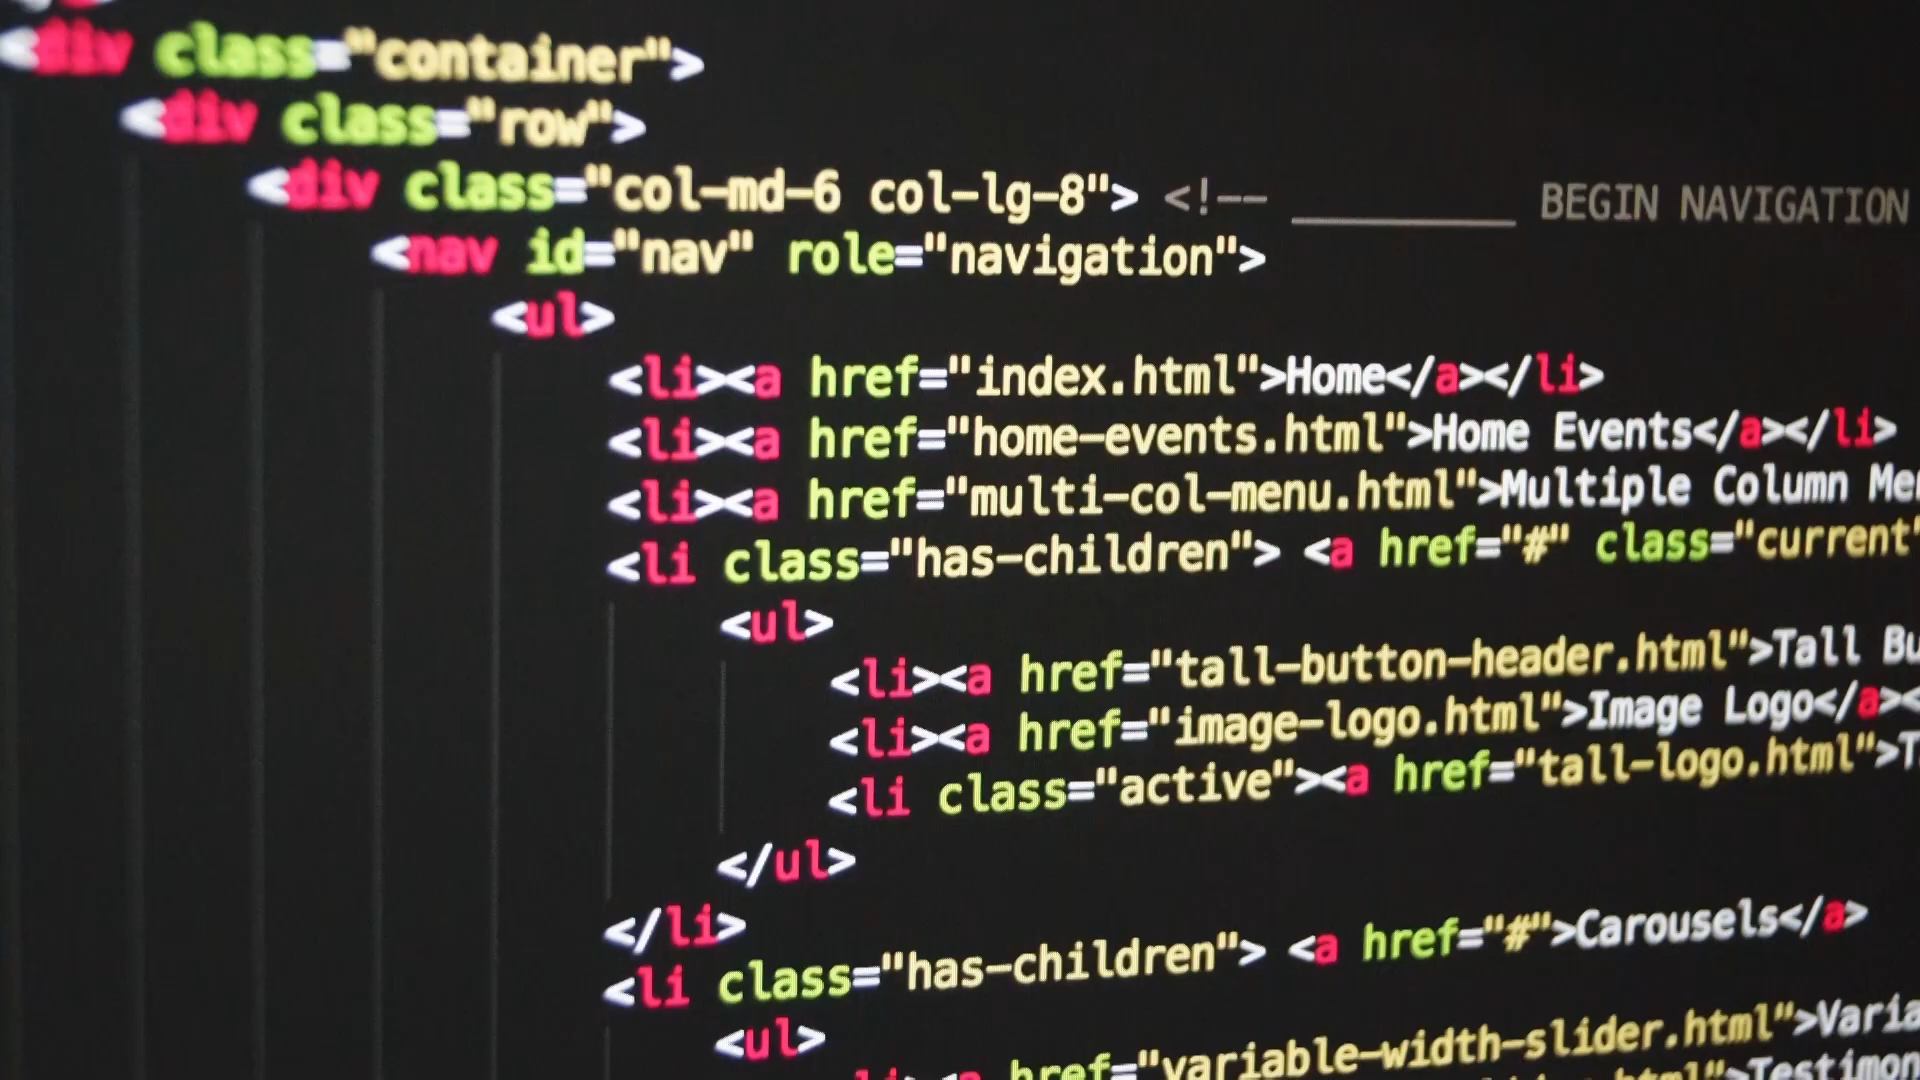 <div class="container">
<div class="row">
<div class="col-md-6 col-lg-8"> <!-- ________ BEGIN NAVIGATION
<nav id="nav" role="navigation">
<ul>
<li><a href="index.html">Home</a></li>
<li><a href="home-events.html">Home Events</a></li>
<li><a href="multi-col-menu.html">Multiple Column Me
<li class="has-children"> <a href="#" class="current"
<ul>
<li><a href="tall-button-header.html">Tall Bu
<li><a href="image-logo.html">Image Logo</a><
<li class="active"><a href="tall-logo.html">T
</ul>
</li>
<li class="has-children"> <a href="#">Carousels</a>
<ul>
<li><a href="variable-width-slider.html">Varia